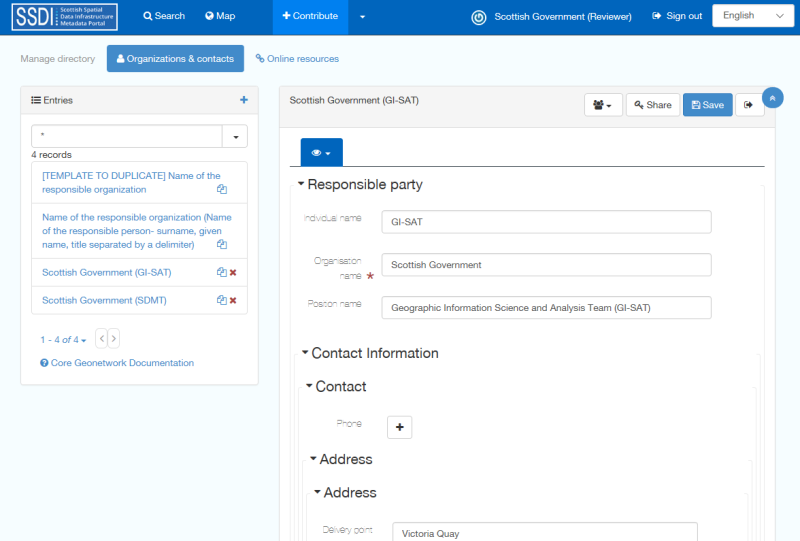 SSDI Scottish Spatial Data Infrastructure Metadata Portal
Search
Map
Contribute
Scottish Government (Reviewer)
Sign out
English
Manage directory
Organizations & contacts
Online resources
Entries
*
4 records
[TEMPLATE TO DUPLICATE] Name of the
responsible organization
Name of the responsible organization (Name
of the responsible person- surname, given
name, title separated by a delimiter)
Scottish Government (GI-SAT)
Scottish Government (SDMT)
1 - 4 of 4
Core Geonetwork Documentation
Scottish Government (GI-SAT)
Share
Save
Responsible party
Individual name
GI-SAT
Organisation
name *
Scottish Government
Position name
Geographic Information Science and Analysis Team (GI-SAT)
Contact Information
Contact
Phone
Address
Address
Delivery point
Victoria Quay